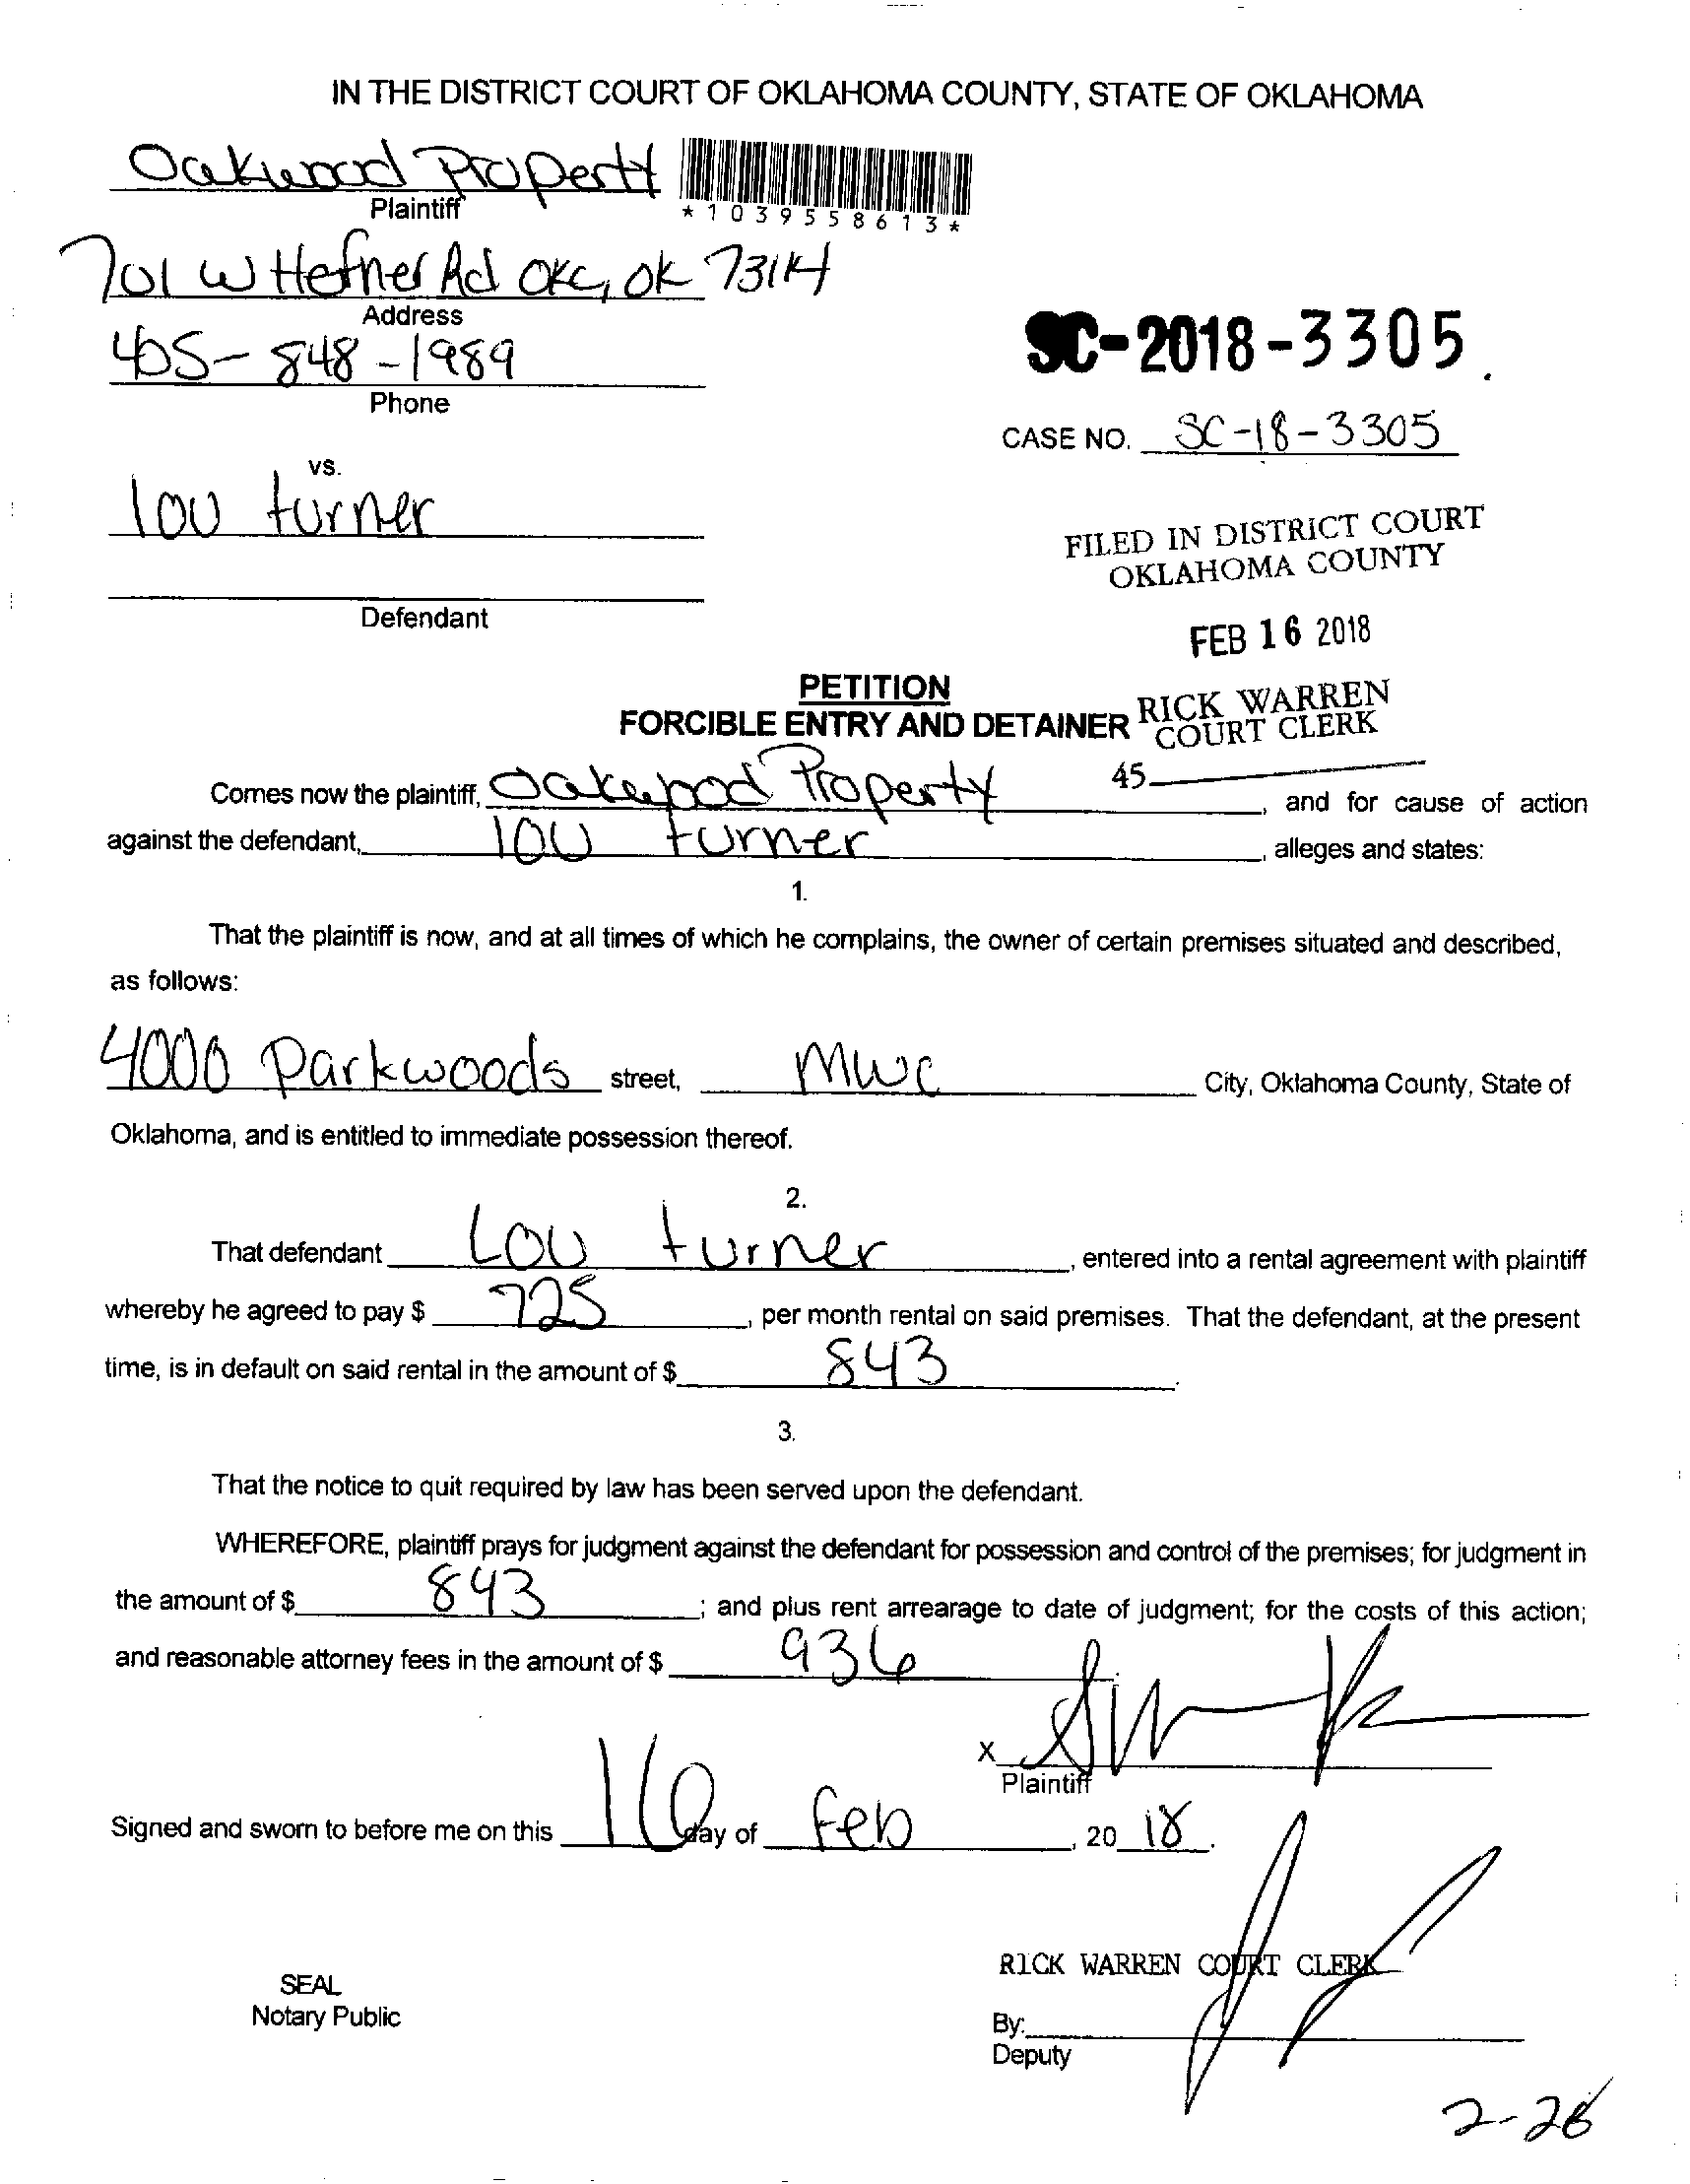 IN THE DISTRICT COURT OF OKLAHOMA COUNTY, STATE OF OKLAHOMA
Oakwood Property
Plaintiff
*1039558613*
701 W Hefner Rd OKC, OK 73114
Address
SC-2018-3305
405-848-1989
Phone
CASE NO. SC-18-3305
vs.
lou turner
FILED IN DISTRICT COURT
OKLAHOMA COUNTY
Defendant
FEB 16 2018
PETITION
FORCIBLE ENTRY AND DETAINER
RICK WARREN
COURT CLERK
45
Comes now the plaintiff, Oakwood Property, and for cause of action
against the defendant, lou turner, alleges and states:
1.
That the plaintiff is now, and at all times of which he complains, the owner of certain premises situated and described,
as follows:
4000 Parkwoods street, MWC City, Oklahoma County, State of
Oklahoma, and is entitled to immediate possession thereof.
2.
That defendant Lou turner, entered into a rental agreement with plaintiff
whereby he agreed to pay $ 725, per month rental on said premises. That the defendant, at the present
time, is in default on said rental in the amount of $ 843.
3.
That the notice to quit required by law has been served upon the defendant.
WHEREFORE, plaintiff prays for judgment against the defendant for possession and control of the premises; for judgment in
the amount of $ 843; and plus rent arrearage to date of judgment; for the costs of this action;
and reasonable attorney fees in the amount of $ 936
X
Plaintiff
Signed and sworn to before me on this 16 day of Feb, 20 18.
RICK WARREN COURT CLERK
SEAL
Notary Public
By:
Deputy